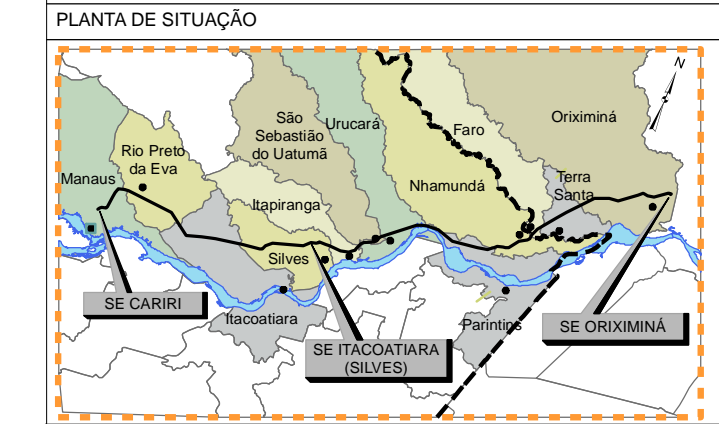 PLANTA DE SITUAÇÃO
N
São
Sebastião
do Uatumã
Urucará
Faro
Oriximiná
Rio Preto
da Eva
Manaus
Nhamundá
Terra
Santa
Itapiranga
Silves
SE CARIRI
Itacoatiara
SE ITACOATIARA
(SILVES)
Parintins
SE ORIXIMINÁ